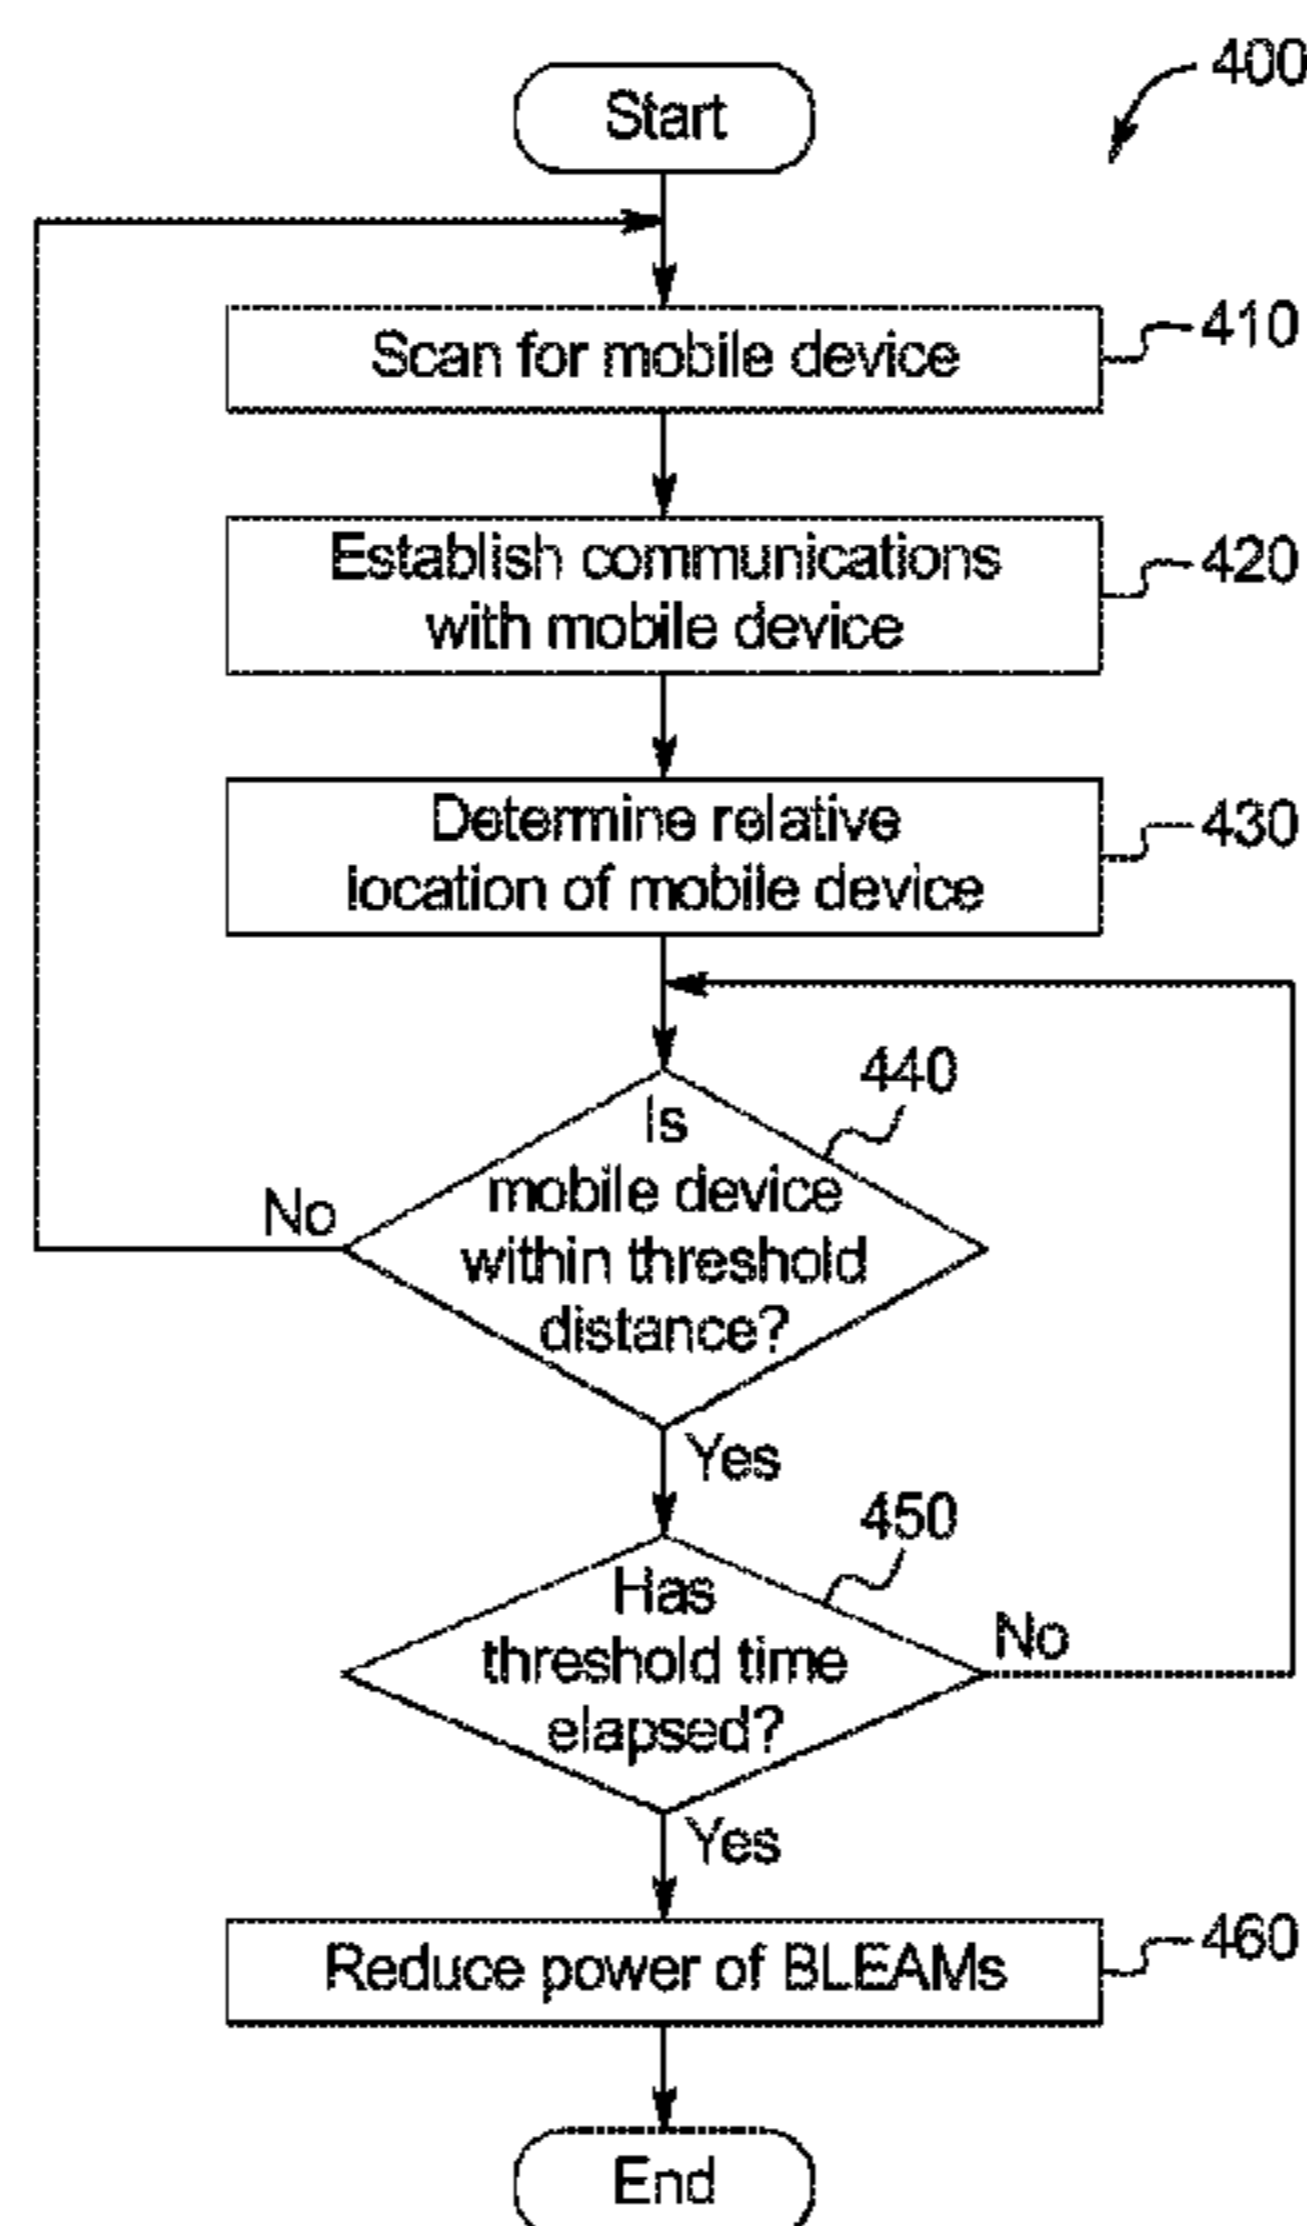 400
Start
Scan for mobile device
410
Establish communications
with mobile device
420
Determine relative
location of mobile device
430
440
Is
mobile device
within threshold
distance?
No
Yes
450
Has
threshold time
elapsed?
No
Yes
Reduce power of BLEAMs
460
End